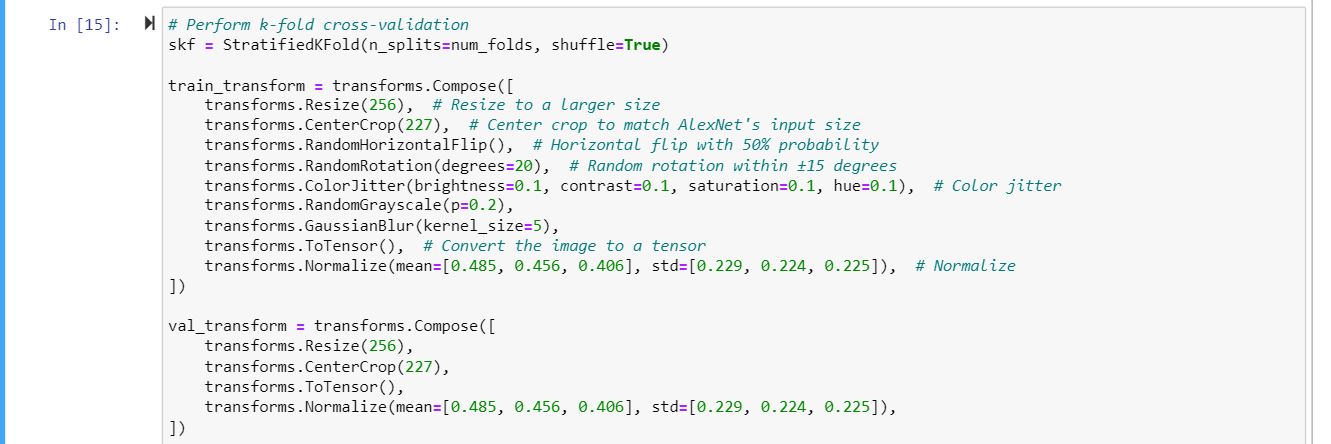 In [15]:
# Perform k-fold cross-validation
skf = StratifiedKFold(n_splits=num_folds, shuffle=True)

train_transform = transforms.Compose([
    transforms.Resize(256),  # Resize to a larger size
    transforms.CenterCrop(227),  # Center crop to match AlexNet's input size
    transforms.RandomHorizontalFlip(),  # Horizontal flip with 50% probability
    transforms.RandomRotation(degrees=20),  # Random rotation within ±15 degrees
    transforms.ColorJitter(brightness=0.1, contrast=0.1, saturation=0.1, hue=0.1),  # Color jitter
    transforms.RandomGrayscale(p=0.2),
    transforms.GaussianBlur(kernel_size=5),
    transforms.ToTensor(),  # Convert the image to a tensor
    transforms.Normalize(mean=[0.485, 0.456, 0.406], std=[0.229, 0.224, 0.225]),  # Normalize
])

val_transform = transforms.Compose([
    transforms.Resize(256),
    transforms.CenterCrop(227),
    transforms.ToTensor(),
    transforms.Normalize(mean=[0.485, 0.456, 0.406], std=[0.229, 0.224, 0.225]),
])